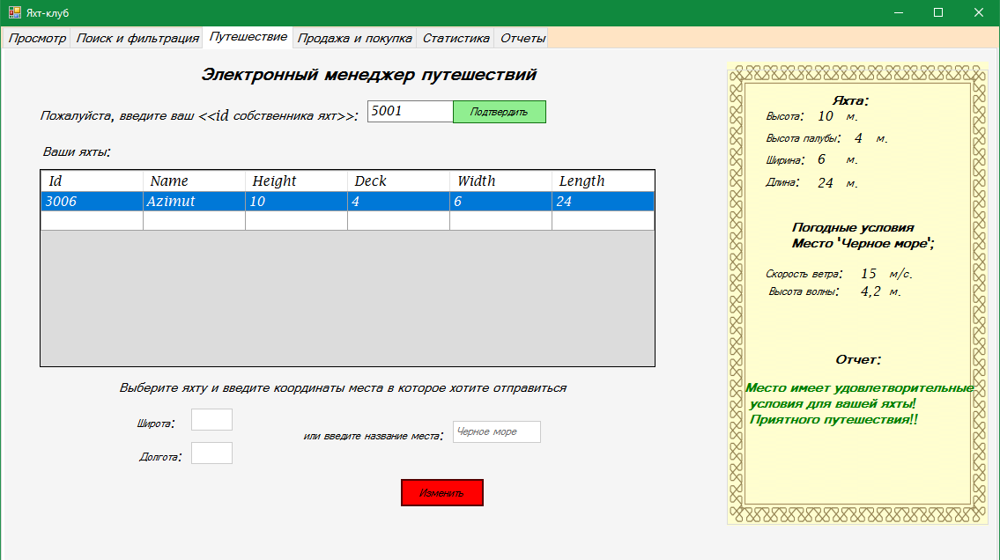 Яхт-клуб
Просмотр Поиск и фильтрация Путешествие Продажа и покупка Статистика Отчеты
Электронный менеджер путешествий
Пожалуйста, введите ваш <<id собственника яхт>>: 5001 Подтвердить
Ваши яхты:
Id Name Height Deck Width Length
3006 Azimut 10 4 6 24
Выберите яхту и введите координаты места в которое хотите отправиться
Широта:
Долгота:
или введите название места: Черное море
Изменить
Яхта:
Высота: 10 м.
Высота палубы: 4 м.
Ширина: 6 м.
Длина: 24 м.
Погодные условия
Место 'Черное море';
Скорость ветра: 15 м/с.
Высота волны: 4,2 м.
Отчет:
Место имеет удовлетворительные
условия для вашей яхты!
Приятного путешествия!!